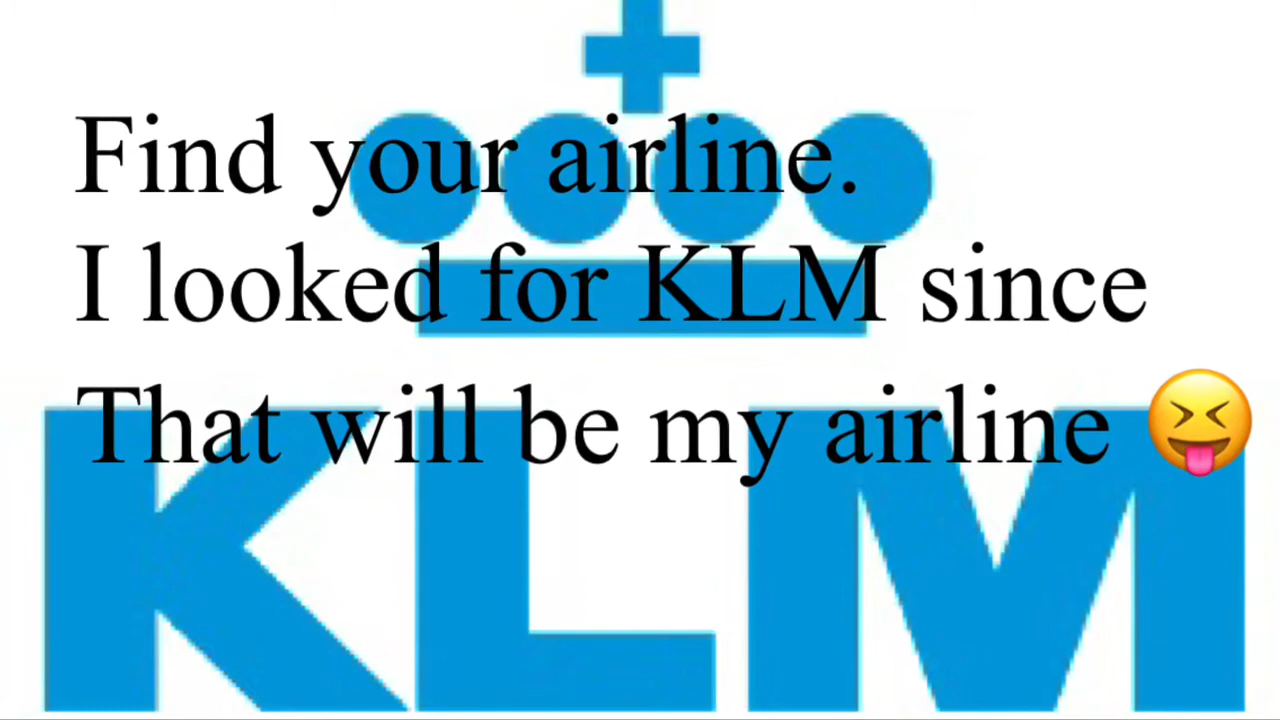 Find your airline.
I looked for KLM since
That will be my airline 😝
KLM